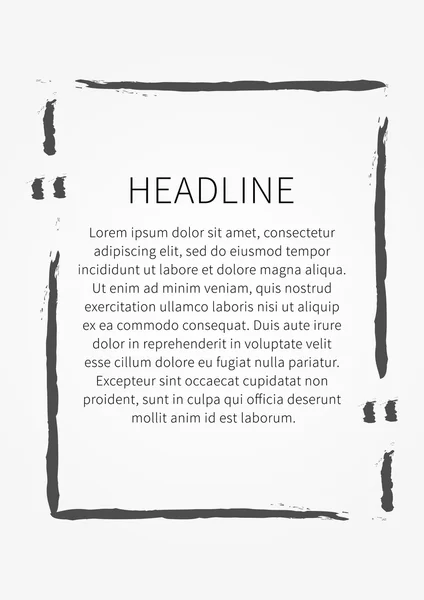 HEADLINE
Lorem ipsum dolor sit amet, consectetur
adipiscing elit, sed do eiusmod tempor
incididunt ut labore et dolore magna aliqua.
Ut enim ad minim veniam, quis nostrud
exercitation ullamco laboris nisi ut aliquip
ex ea commodo consequat. Duis aute irure
dolor in reprehenderit in voluptate velit
esse cillum dolore eu fugiat nulla pariatur.
Excepteur sint occaecat cupidatat non
proident, sunt in culpa qui officia deserunt
mollit anim id est laborum.